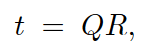 t = QR,